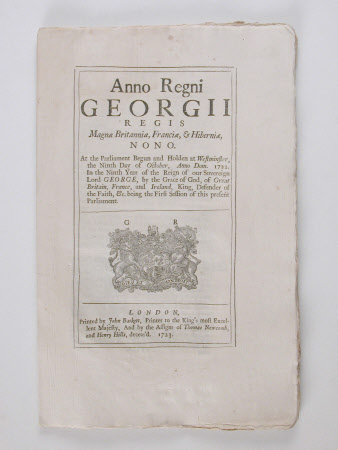 Anno Regni
GEORGII
REGIS
Magnæ Britanniæ, Franciæ, & Hiberniæ,
NONO.
At the Parliament Begun and Holden at Westminster,
the Ninth Day of October, Anno Dom. 1722.
In the Ninth Year of the Reign of our Sovereign
Lord GEORGE, by the Grace of God, of Great
Britain, France, and Ireland, King, Defender of
the Faith, &c. being the First Session of this present
Parliament.
G R
LONDON,
Printed by John Basket, Printer to the King's most Excel-
lent Majesty, And by the Assigns of Thomas Newcomb,
and Henry Hills, deceas'd. 1723.